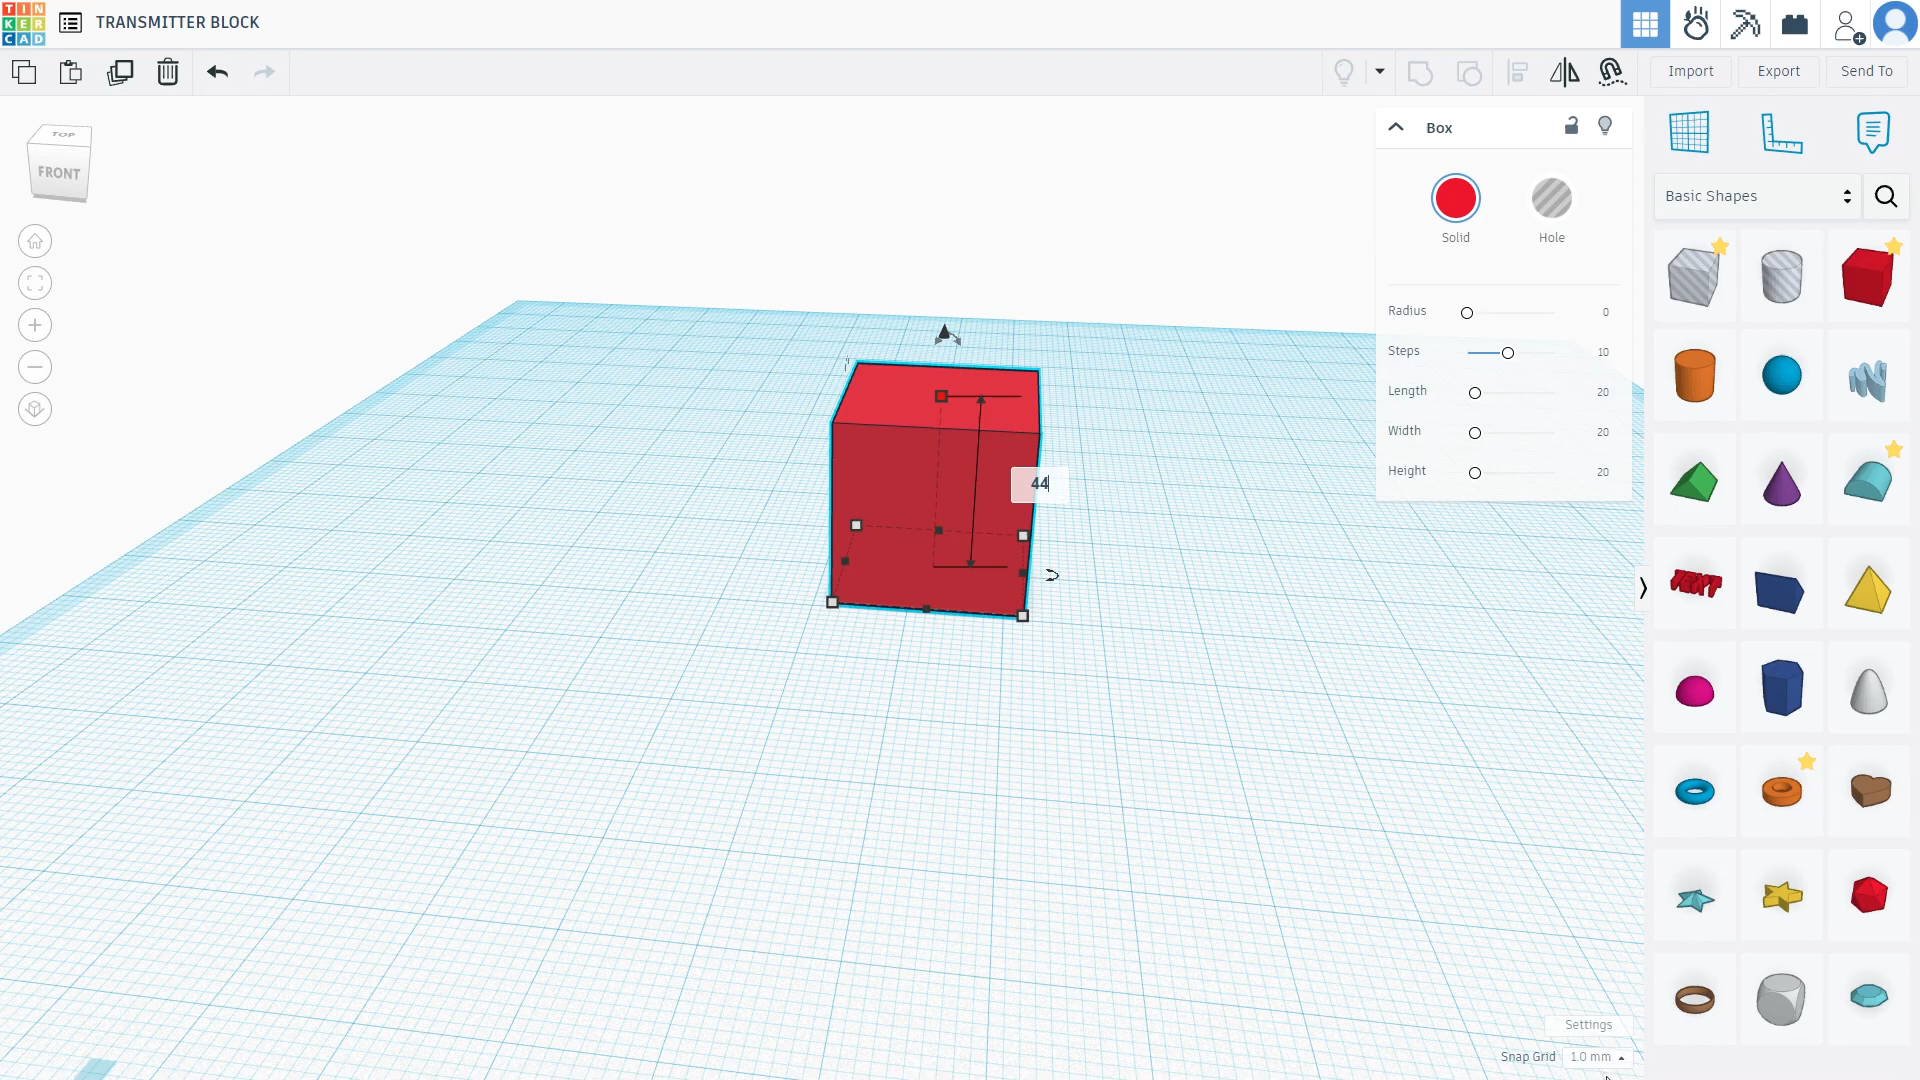 TIN
KER
CAD
TRANSMITTER BLOCK
Import
Export
Send To
TOP
FRONT
Box
Solid
Hole
Radius 0
Steps 10
Length 20
Width 20
Height 20
44
Basic Shapes
TEXT
Settings
Snap Grid 1.0 mm